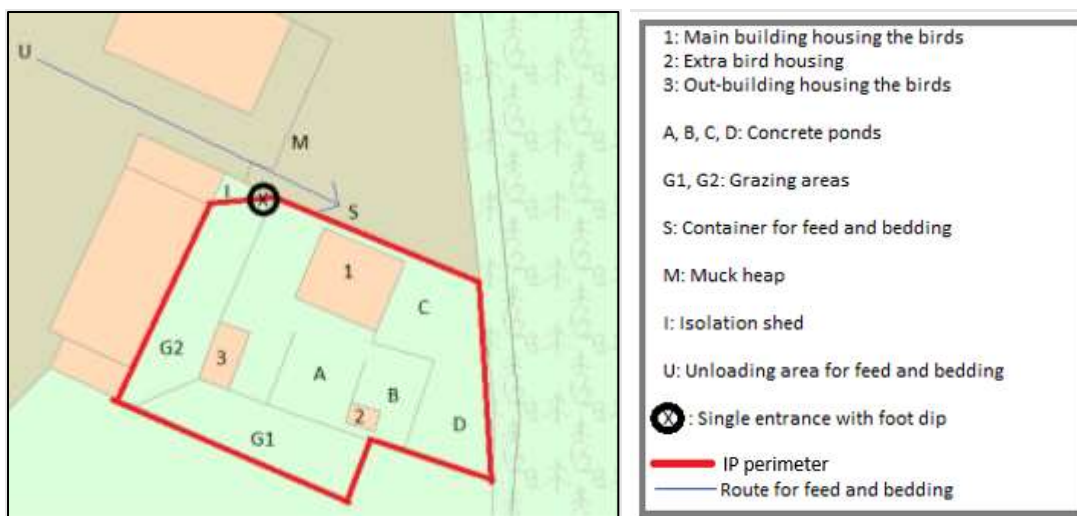 U
M
I
X
S
1
C
G2
3
A
B
2
D
G1
1: Main building housing the birds
2: Extra bird housing
3: Out-building housing the birds
A, B, C, D: Concrete ponds
G1, G2: Grazing areas
S: Container for feed and bedding
M: Muck heap
I: Isolation shed
U: Unloading area for feed and bedding
X : Single entrance with foot dip
IP perimeter
Route for feed and bedding